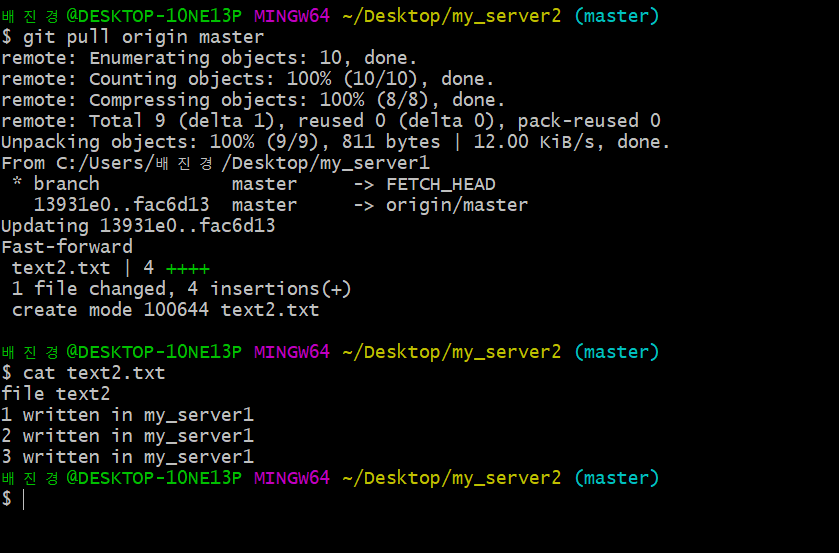 배진경@DESKTOP-1ONE13P MINGW64 ~/Desktop/my_server2 (master)
$ git pull origin master
remote: Enumerating objects: 10, done.
remote: Counting objects: 100% (10/10), done.
remote: Compressing objects: 100% (8/8), done.
remote: Total 9 (delta 1), reused 0 (delta 0), pack-reused 0
Unpacking objects: 100% (9/9), 811 bytes | 12.00 KiB/s, done.
From C:/Users/배진경/Desktop/my_server1
 * branch            master     -> FETCH_HEAD
   13931e0..fac6d13  master     -> origin/master
Updating 13931e0..fac6d13
Fast-forward
 text2.txt | 4 ++++
 1 file changed, 4 insertions(+)
 create mode 100644 text2.txt
배진경@DESKTOP-1ONE13P MINGW64 ~/Desktop/my_server2 (master)
$ cat text2.txt
file text2
1 written in my_server1
2 written in my_server1
3 written in my_server1
배진경@DESKTOP-1ONE13P MINGW64 ~/Desktop/my_server2 (master)
$